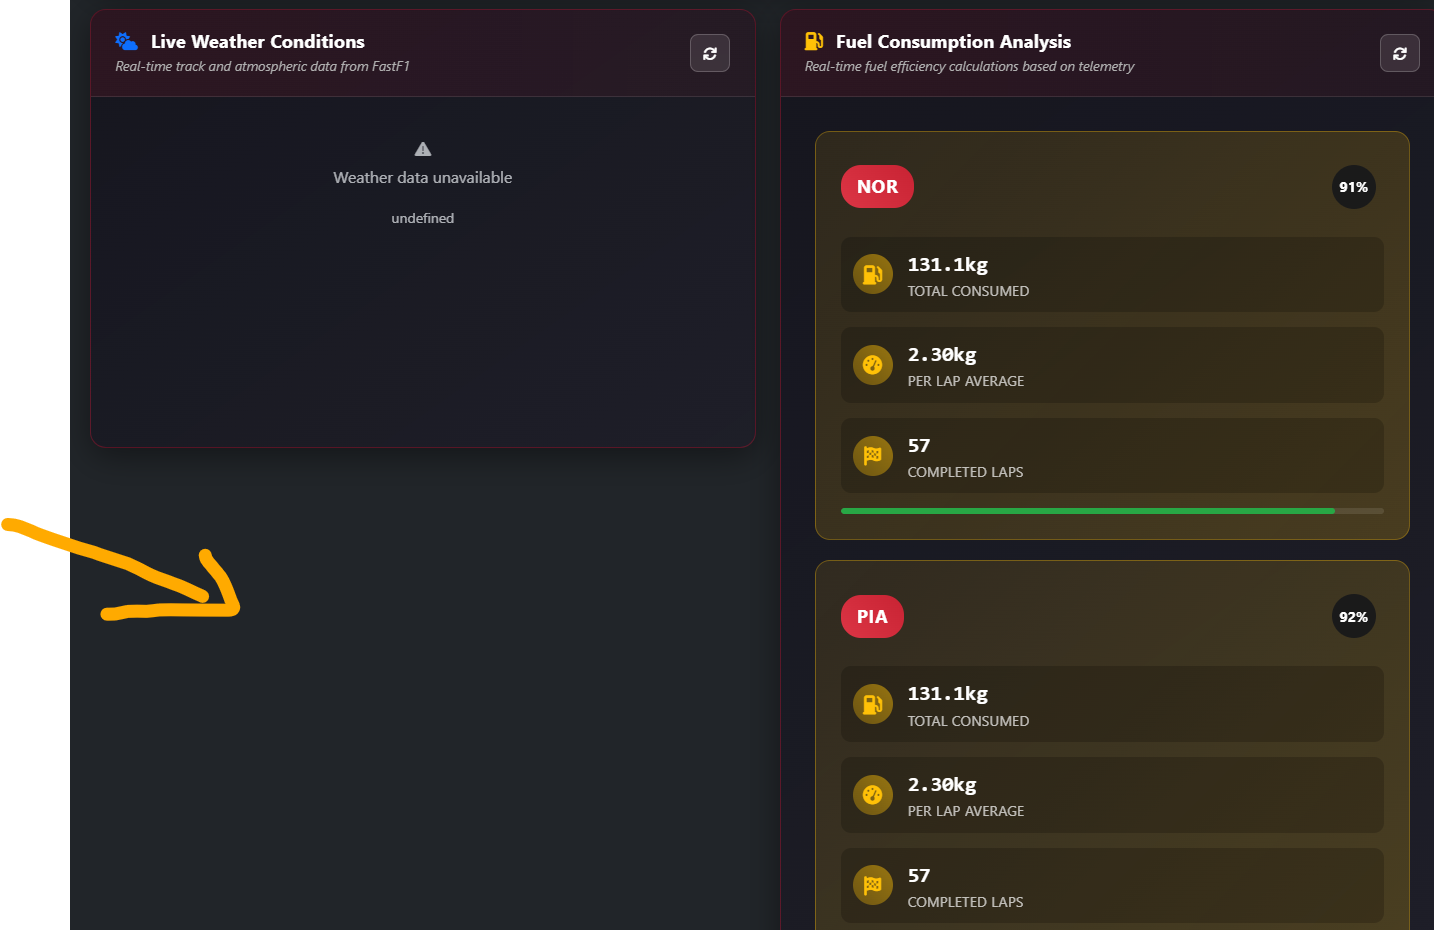 Live Weather Conditions
Real-time track and atmospheric data from FastF1
Weather data unavailable
undefined
Fuel Consumption Analysis
Real-time fuel efficiency calculations based on telemetry
NOR
91%
131.1kg
TOTAL CONSUMED
2.30kg
PER LAP AVERAGE
57
COMPLETED LAPS
PIA
92%
131.1kg
TOTAL CONSUMED
2.30kg
PER LAP AVERAGE
57
COMPLETED LAPS